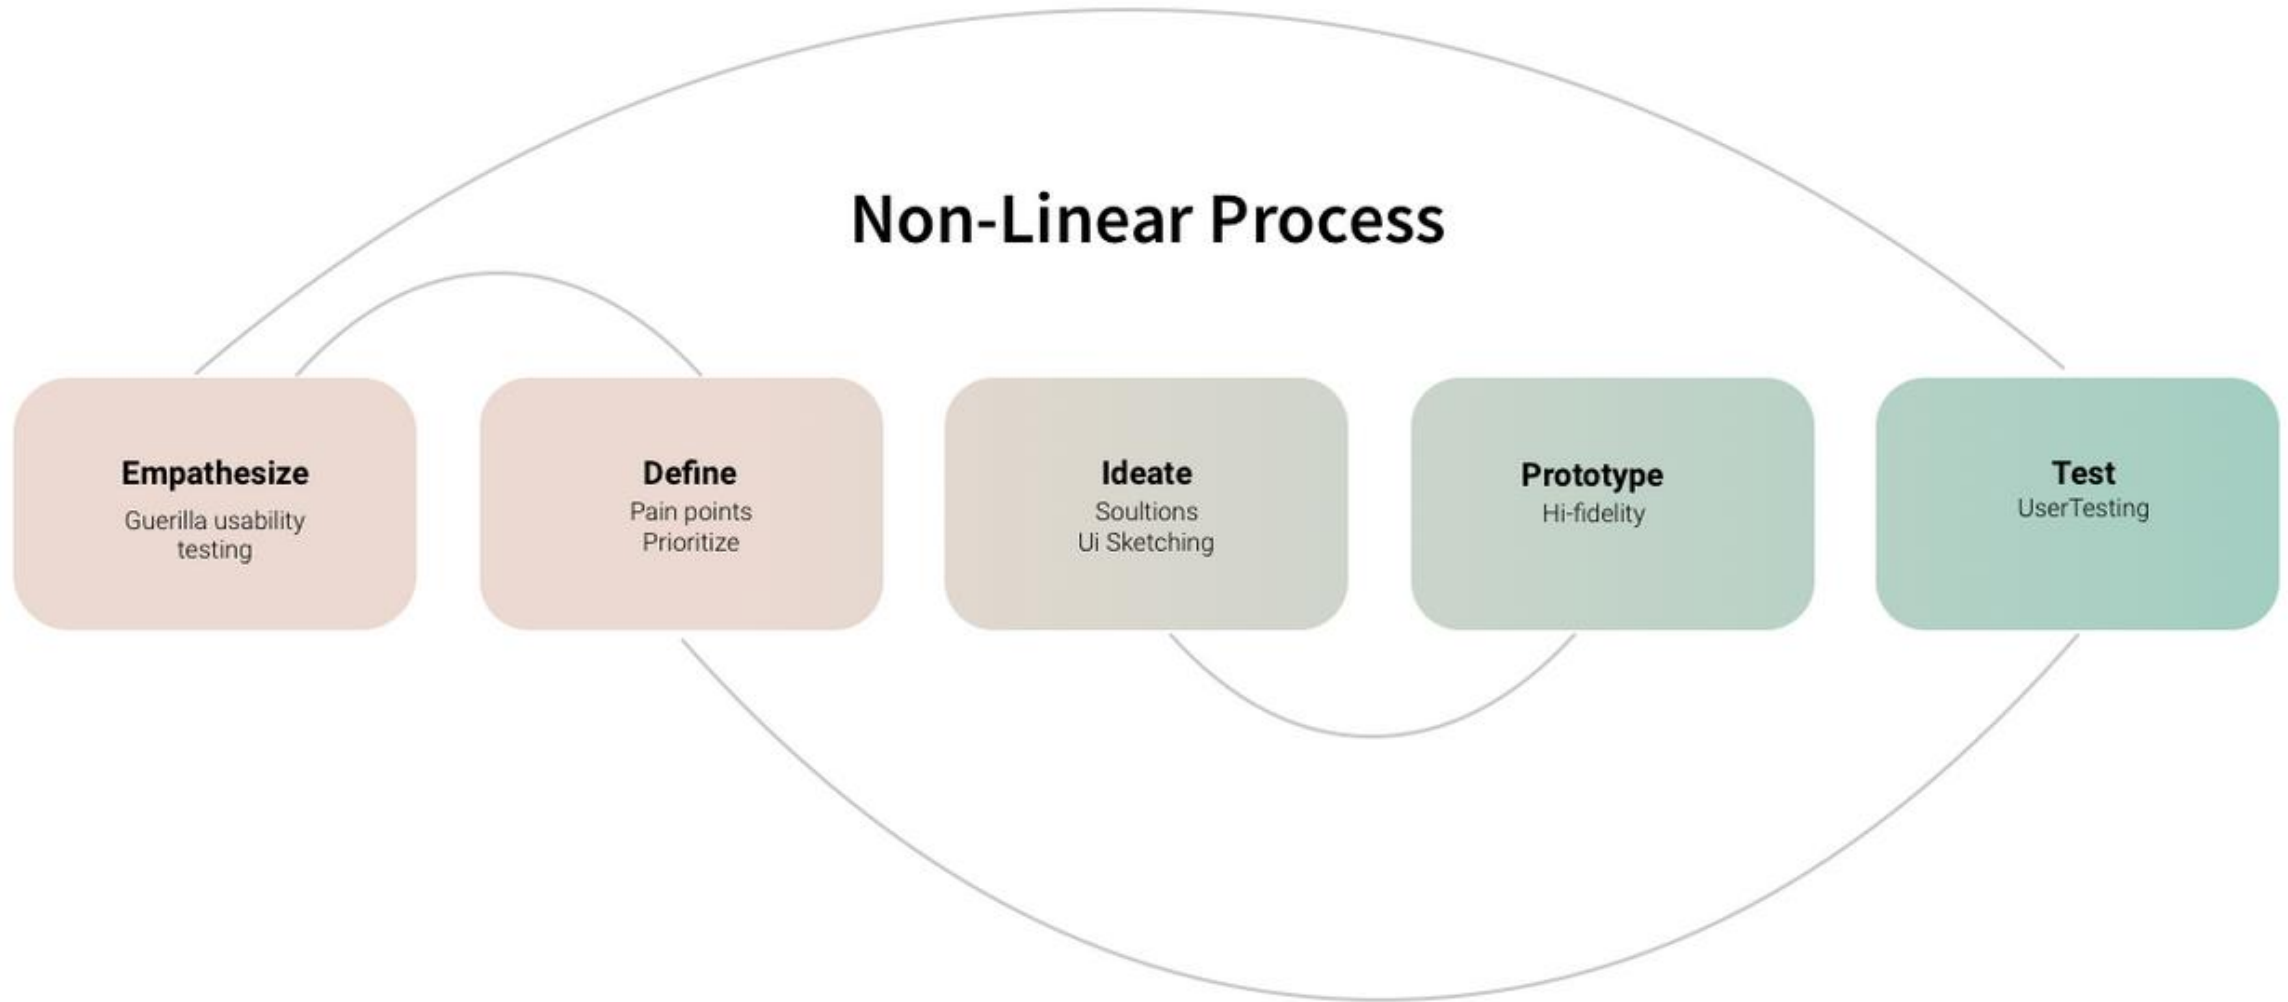 Non-Linear Process
Empathesize
Guerilla usability
testing
Define
Pain points
Prioritize
Ideate
Soultions
Ui Sketching
Prototype
Hi-fidelity
Test
UserTesting